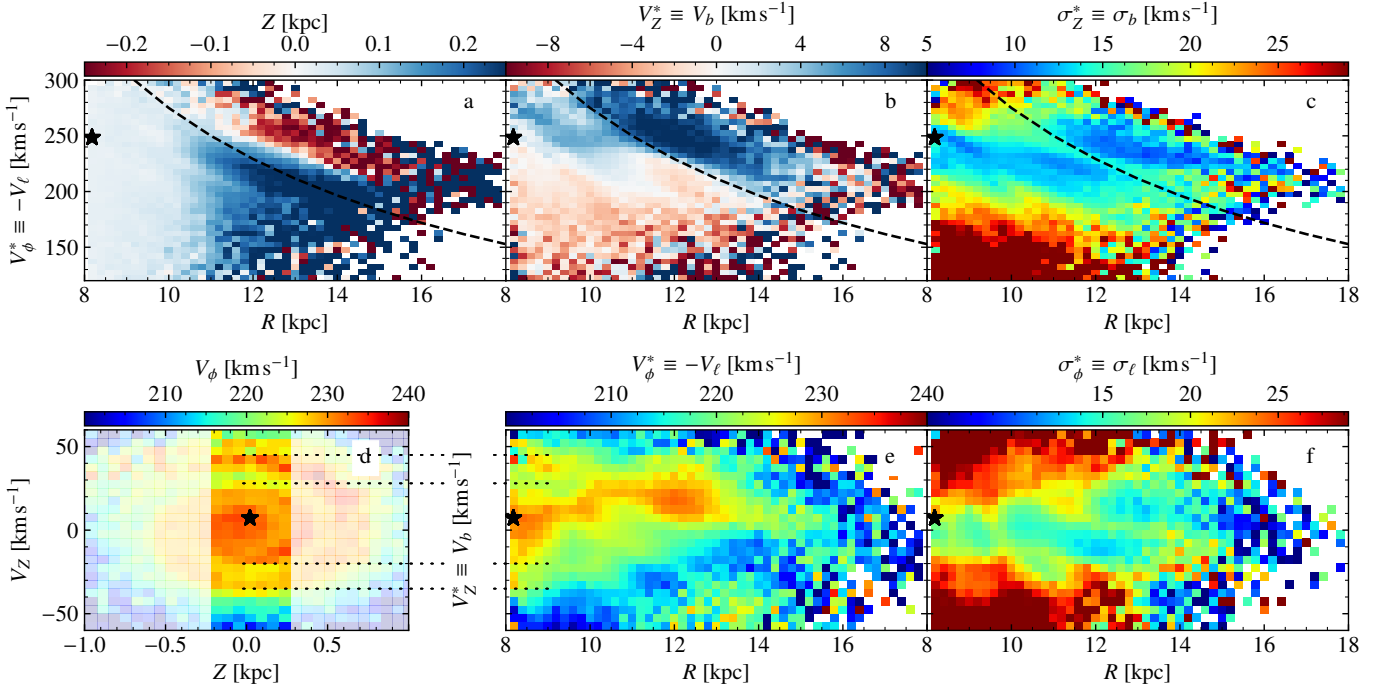 Z [kpc]
V*_Z ≡ V_b [km s⁻¹]
σ*_Z ≡ σ_b [km s⁻¹]
−0.2 −0.1 0.0 0.1 0.2
−8 −4 0 4 8
5 10 15 20 25
V*_ϕ ≡ −V_ℓ [km s⁻¹]
300
250
200
150
a
b
c
8 10 12 14 16
8 10 12 14 16
8 10 12 14 16 18
R [kpc]
R [kpc]
R [kpc]
V_ϕ [km s⁻¹]
V*_ϕ ≡ −V_ℓ [km s⁻¹]
σ*_ϕ ≡ σ_ℓ [km s⁻¹]
210 220 230 240
210 220 230 240
15 20 25
V_Z [km s⁻¹]
50
0
−50
d
V*_Z ≡ V_b [km s⁻¹]
e
f
-1.0 -0.5 0.0 0.5
8 10 12 14 16
8 10 12 14 16 18
Z [kpc]
R [kpc]
R [kpc]